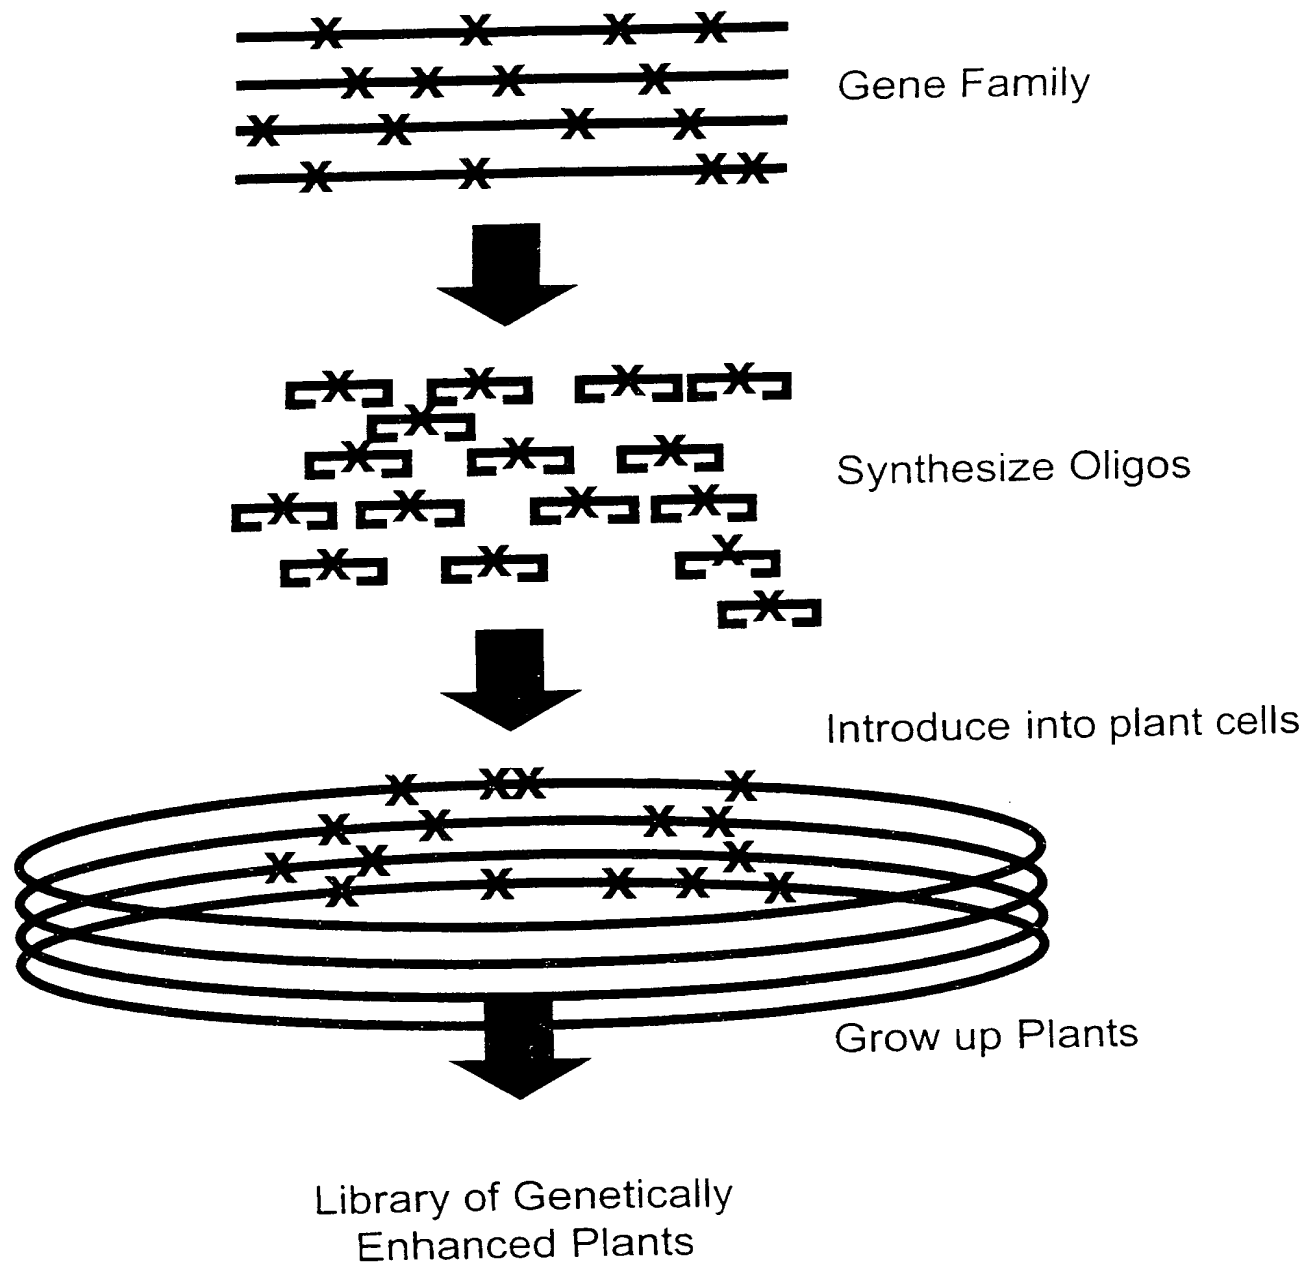 Gene Family
Synthesize Oligos
Introduce into plant cells
Grow up Plants
Library of Genetically
Enhanced Plants